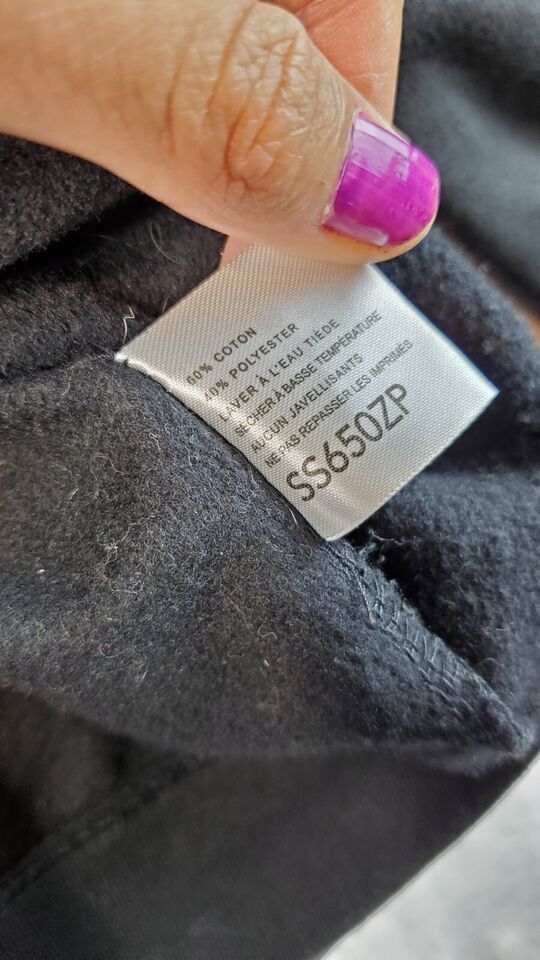 60% COTON
40% POLYESTER
LAVER À L'EAU TIÈDE
SÉCHER À BASSE TEMPÉRATURE
AUCUN JAVELLISANTS
NE PAS REPASSER LES IMPRIMÉS
SS650ZP